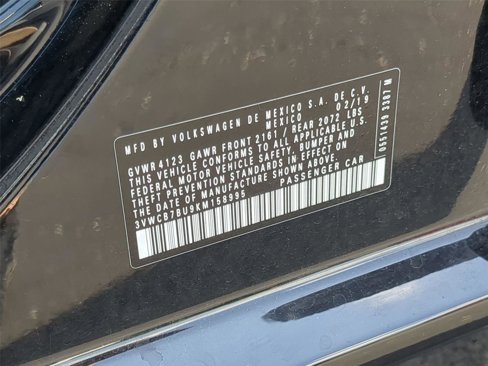 MFD BY VOLKSWAGEN DE MEXICO S.A. DE C.V.
MEXICO 02/19
GVWR 4123 GAWR FRONT 2161 / REAR 2072 LBS
THIS VEHICLE CONFORMS TO ALL APPLICABLE U.S.
FEDERAL MOTOR VEHICLE SAFETY, BUMPER AND
THEFT PREVENTION STANDARDS IN EFFECT ON
THE DATE OF MANUFACTURE SHOWN ABOVE.
3VWCB7BU9KM158995 PASSENGER CAR